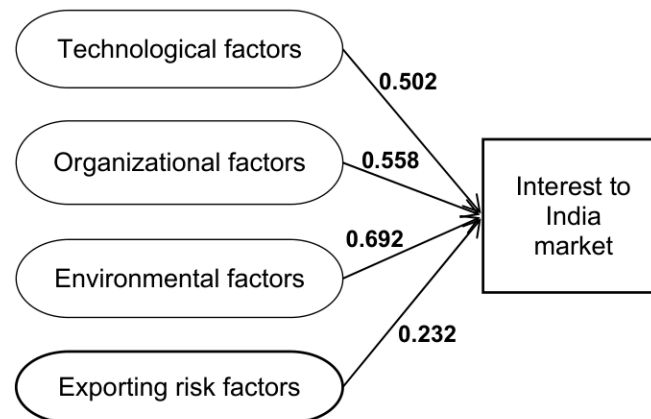 Technological factors
0.502
Organizational factors
0.558
Interest to
India
market
0.692
Environmental factors
0.232
Exporting risk factors